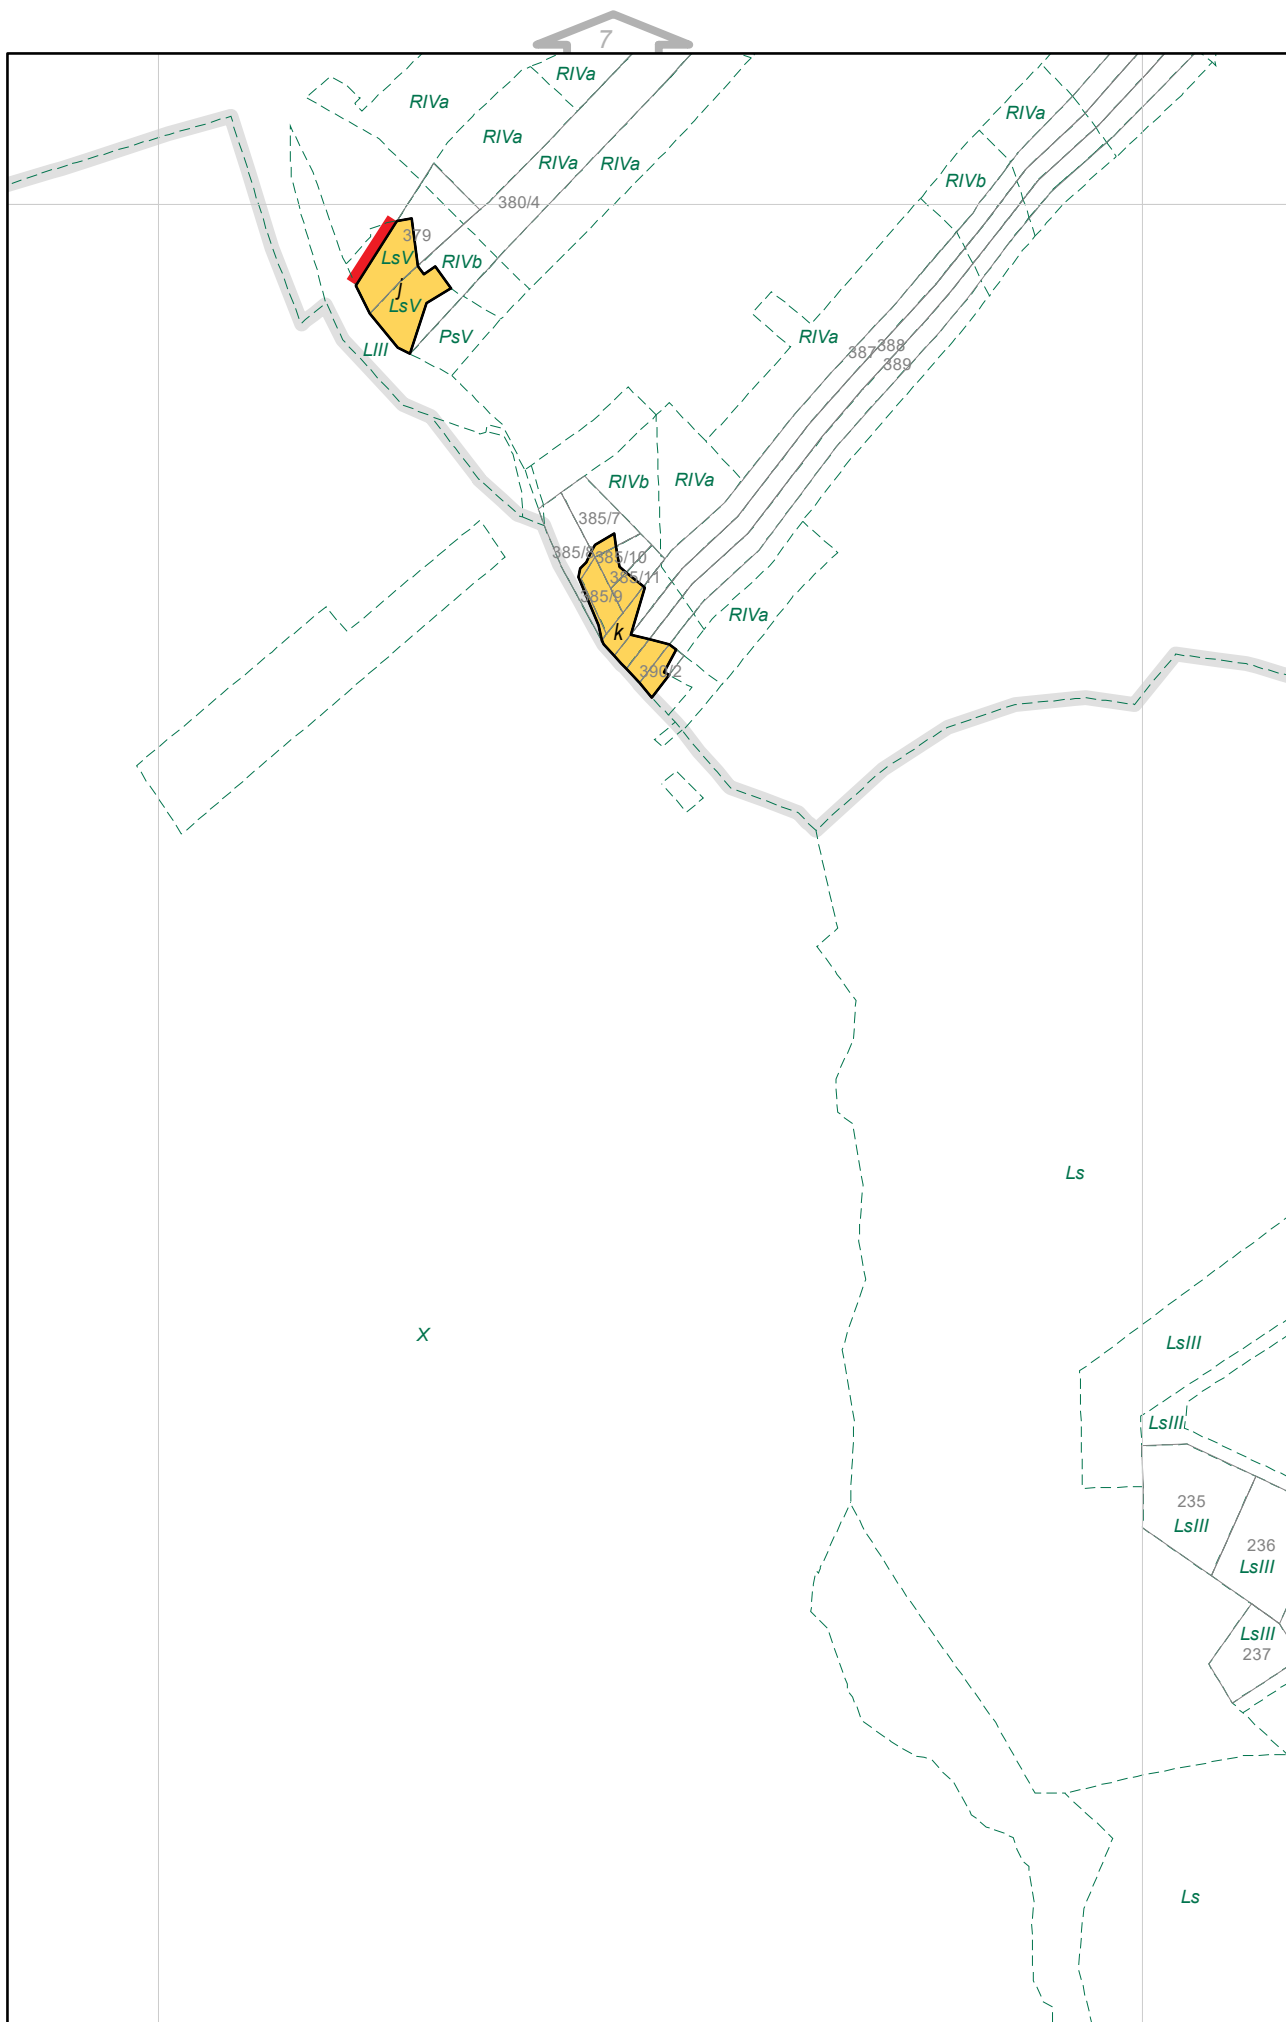 7
RIVa
RIVa
RIVa
RIVa
RIVa
RIVa
RIVb
380/4
379
LsV
RIVb
j
LsV
PsV
LIII
RIVa
387
388
389
RIVb
RIVa
385/7
385/8
385/10
385/11
385/9
RIVa
k
390/2
Ls
X
LsIII
LsIII
235
LsIII
236
LsIII
LsIII
237
Ls